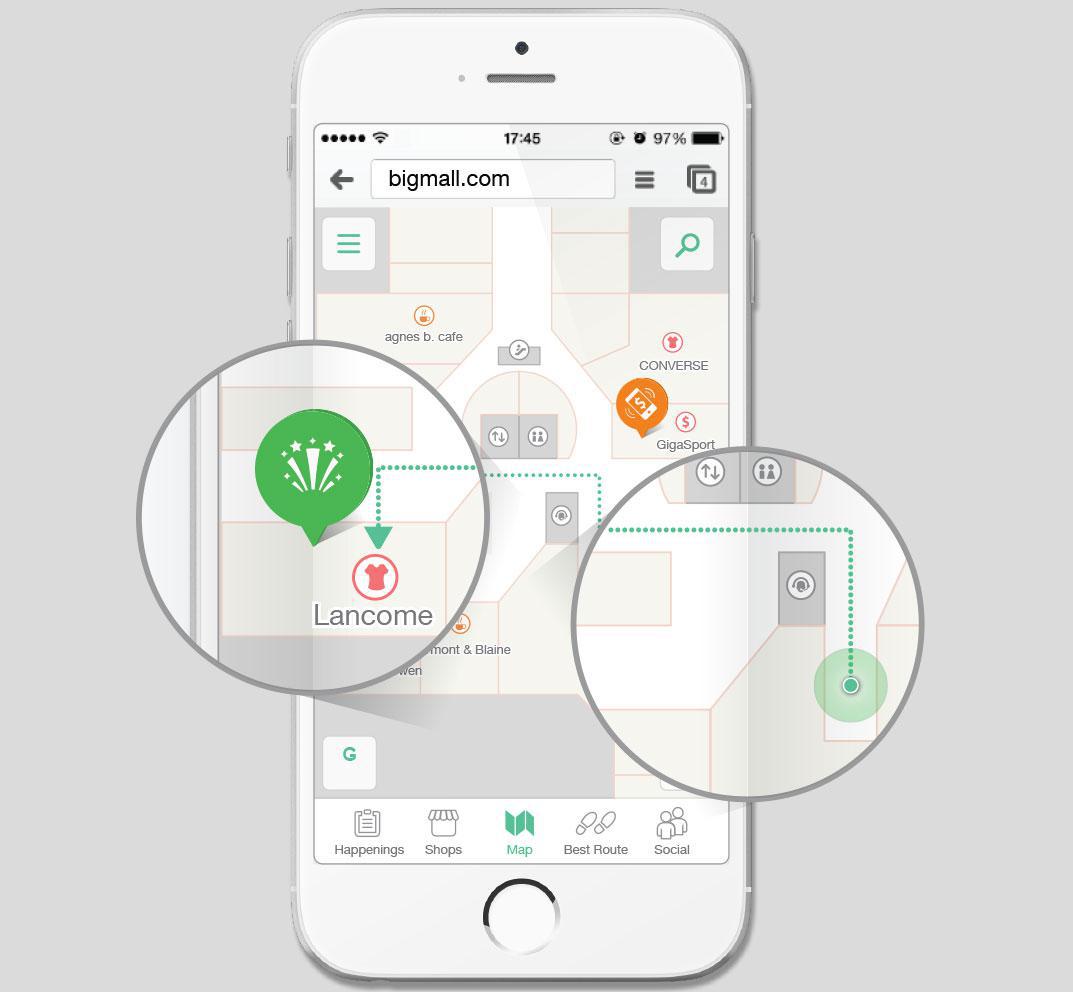 17:45
97%
bigmall.com
4
agnes b. cafe
CONVERSE
GigaSport
Lancome
mont & Blaine
wen
G
Happenings
Shops
Map
Best Route
Social